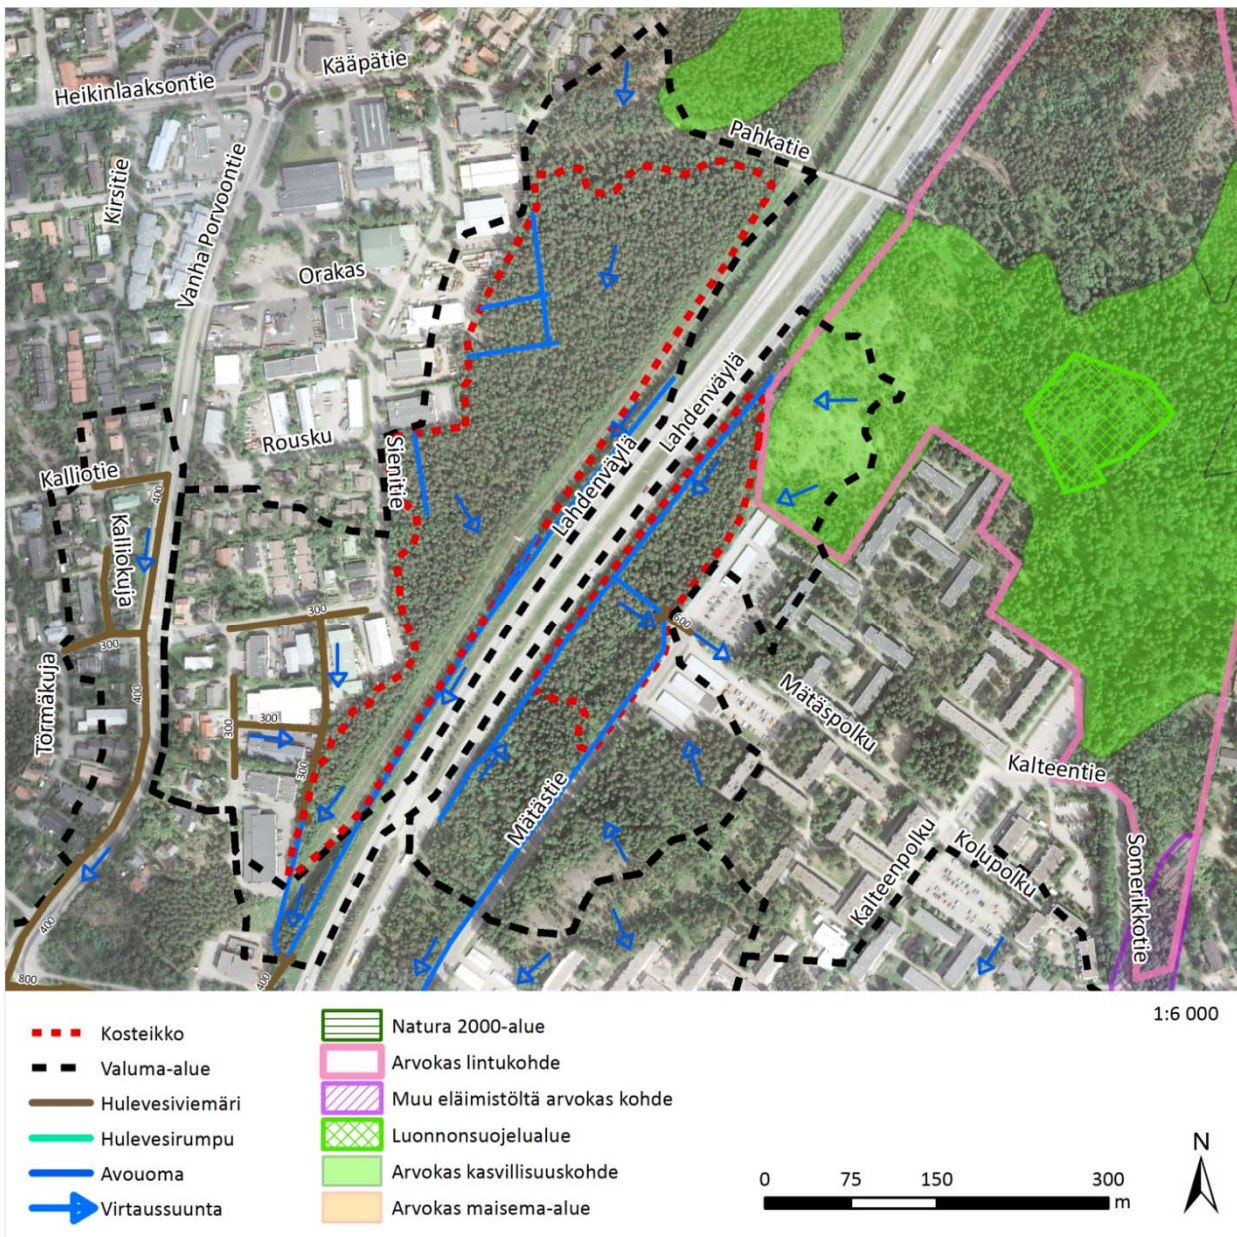 Kääpätie
Heikinlaaksontie
Pahkatie
Kirsitie
Vanha Porvoontie
Orakas
Rousku
Sienitie
Lahdenväylä
Lahdenväylä
Kalliotie
400
Kalliokuja
300
300
600
Törmäkuja
400
300
300
300
Mätäspolku
Kalteentie
Mätästie
Kalteenpolku
Kolupolku
Somerikkotie
400
800
400
Kosteikko
Valuma-alue
Hulevesiviemäri
Hulevesirumpu
Avouoma
Virtaussuunta
Natura 2000-alue
Arvokas lintukohde
Muu eläimistöltä arvokas kohde
Luonnonsuojelualue
Arvokas kasvillisuuskohde
Arvokas maisema-alue
1:6 000
N
0 75 150 300
m